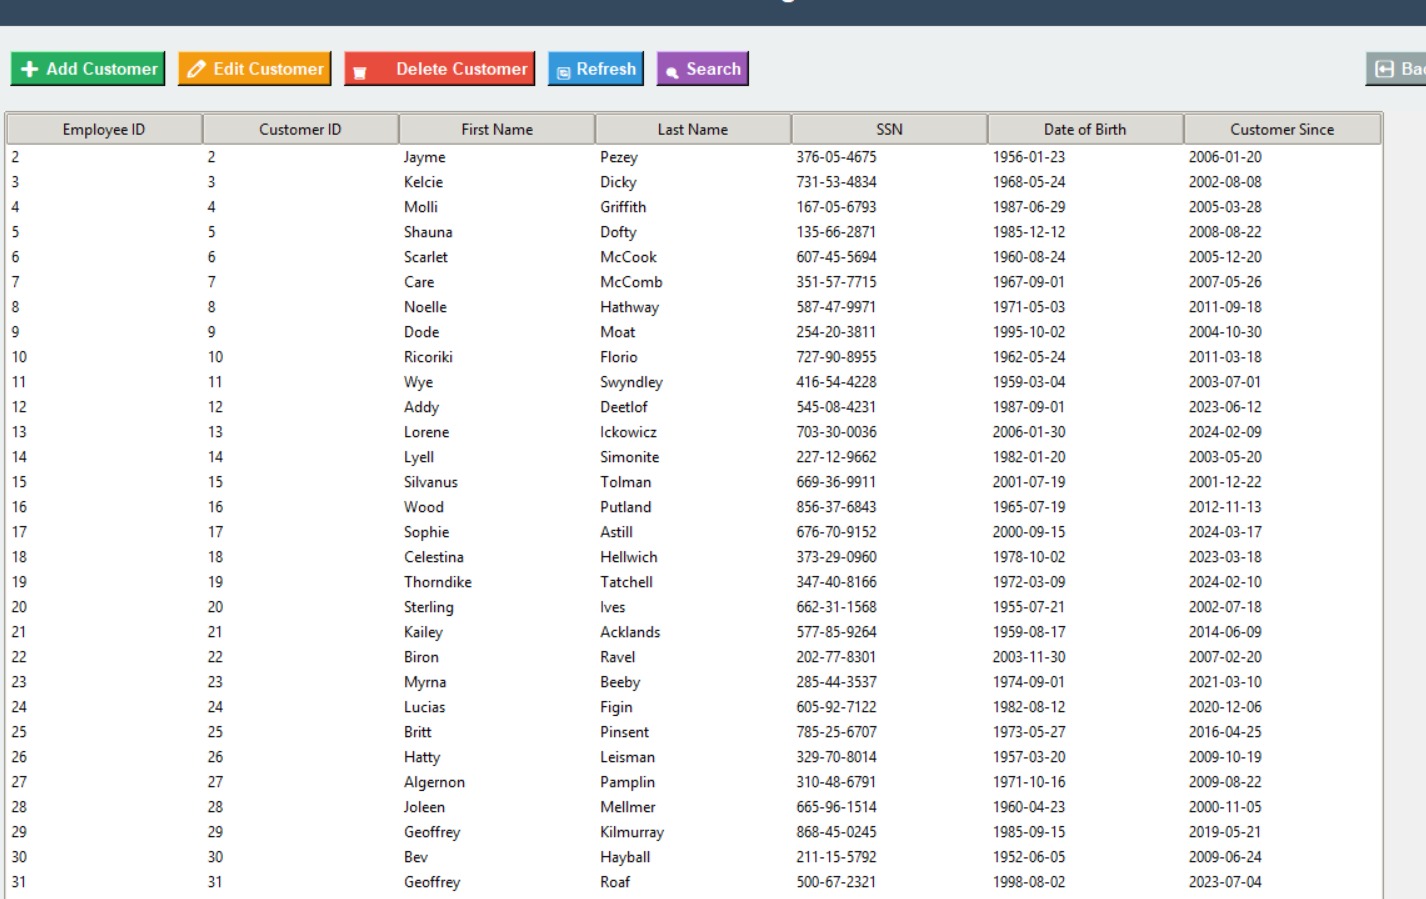 Add Customer Edit Customer Delete Customer Refresh Search
Employee ID Customer ID First Name Last Name SSN Date of Birth Customer Since
2 2 Jayme Pezey 376-05-4675 1956-01-23 2006-01-20
3 3 Kelcie Dicky 731-53-4834 1968-05-24 2002-08-08
4 4 Molli Griffith 167-05-6793 1987-06-29 2005-03-28
5 5 Shauna Dofty 135-66-2871 1985-12-12 2008-08-22
6 6 Scarlet McCook 607-45-5694 1960-08-24 2005-12-20
7 7 Care McComb 351-57-7715 1967-09-01 2007-05-26
8 8 Noelle Hathway 587-47-9971 1971-05-03 2011-09-18
9 9 Dode Moat 254-20-3811 1995-10-02 2004-10-30
10 10 Ricoriki Florio 727-90-8955 1962-05-24 2011-03-18
11 11 Wye Swyndley 416-54-4228 1959-03-04 2003-07-01
12 12 Addy Deetlof 545-08-4231 1987-09-01 2023-06-12
13 13 Lorene Ickowicz 703-30-0036 2006-01-30 2024-02-09
14 14 Lyell Simonite 227-12-9662 1982-01-20 2003-05-20
15 15 Silvanus Tolman 669-36-9911 2001-07-19 2001-12-22
16 16 Wood Putland 856-37-6843 1965-07-19 2012-11-13
17 17 Sophie Astill 676-70-9152 2000-09-15 2024-03-17
18 18 Celestina Hellwich 373-29-0960 1978-10-02 2023-03-18
19 19 Thorndike Tatchell 347-40-8166 1972-03-09 2024-02-10
20 20 Sterling Ives 662-31-1568 1955-07-21 2002-07-18
21 21 Kailey Acklands 577-85-9264 1959-08-17 2014-06-09
22 22 Biron Ravel 202-77-8301 2003-11-30 2007-02-20
23 23 Myrna Beeby 285-44-3537 1974-09-01 2021-03-10
24 24 Lucias Figin 605-92-7122 1982-08-12 2020-12-06
25 25 Britt Pinsent 785-25-6707 1973-05-27 2016-04-25
26 26 Hatty Leisman 329-70-8014 1957-03-20 2009-10-19
27 27 Algernon Pamplin 310-48-6791 1971-10-16 2009-08-22
28 28 Joleen Mellmer 665-96-1514 1960-04-23 2000-11-05
29 29 Geoffrey Kilmurray 868-45-0245 1985-09-15 2019-05-21
30 30 Bev Hayball 211-15-5792 1952-06-05 2009-06-24
31 31 Geoffrey Roaf 500-67-2321 1998-08-02 2023-07-04